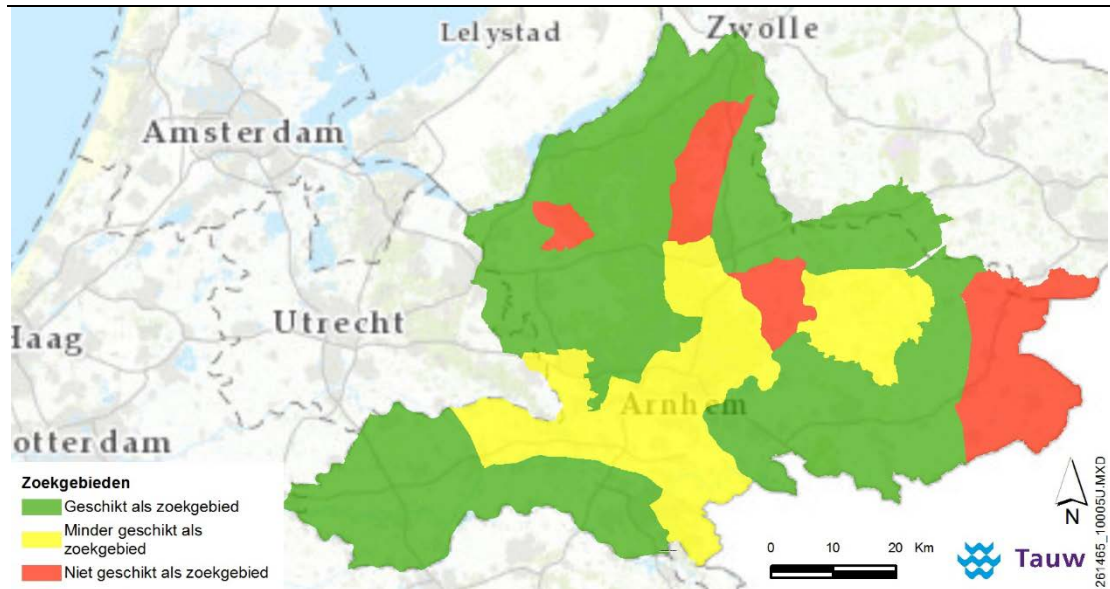 Lelystad
Zwolle
Amsterdam
Utrecht
Haag
Arnhem
otterdam
Zoekgebieden
Geschikt als zoekgebied
Minder geschikt als
zoekgebied
Niet geschikt als zoekgebied
0 10 20 Km
N
Tauw
261465_10005U.MXD